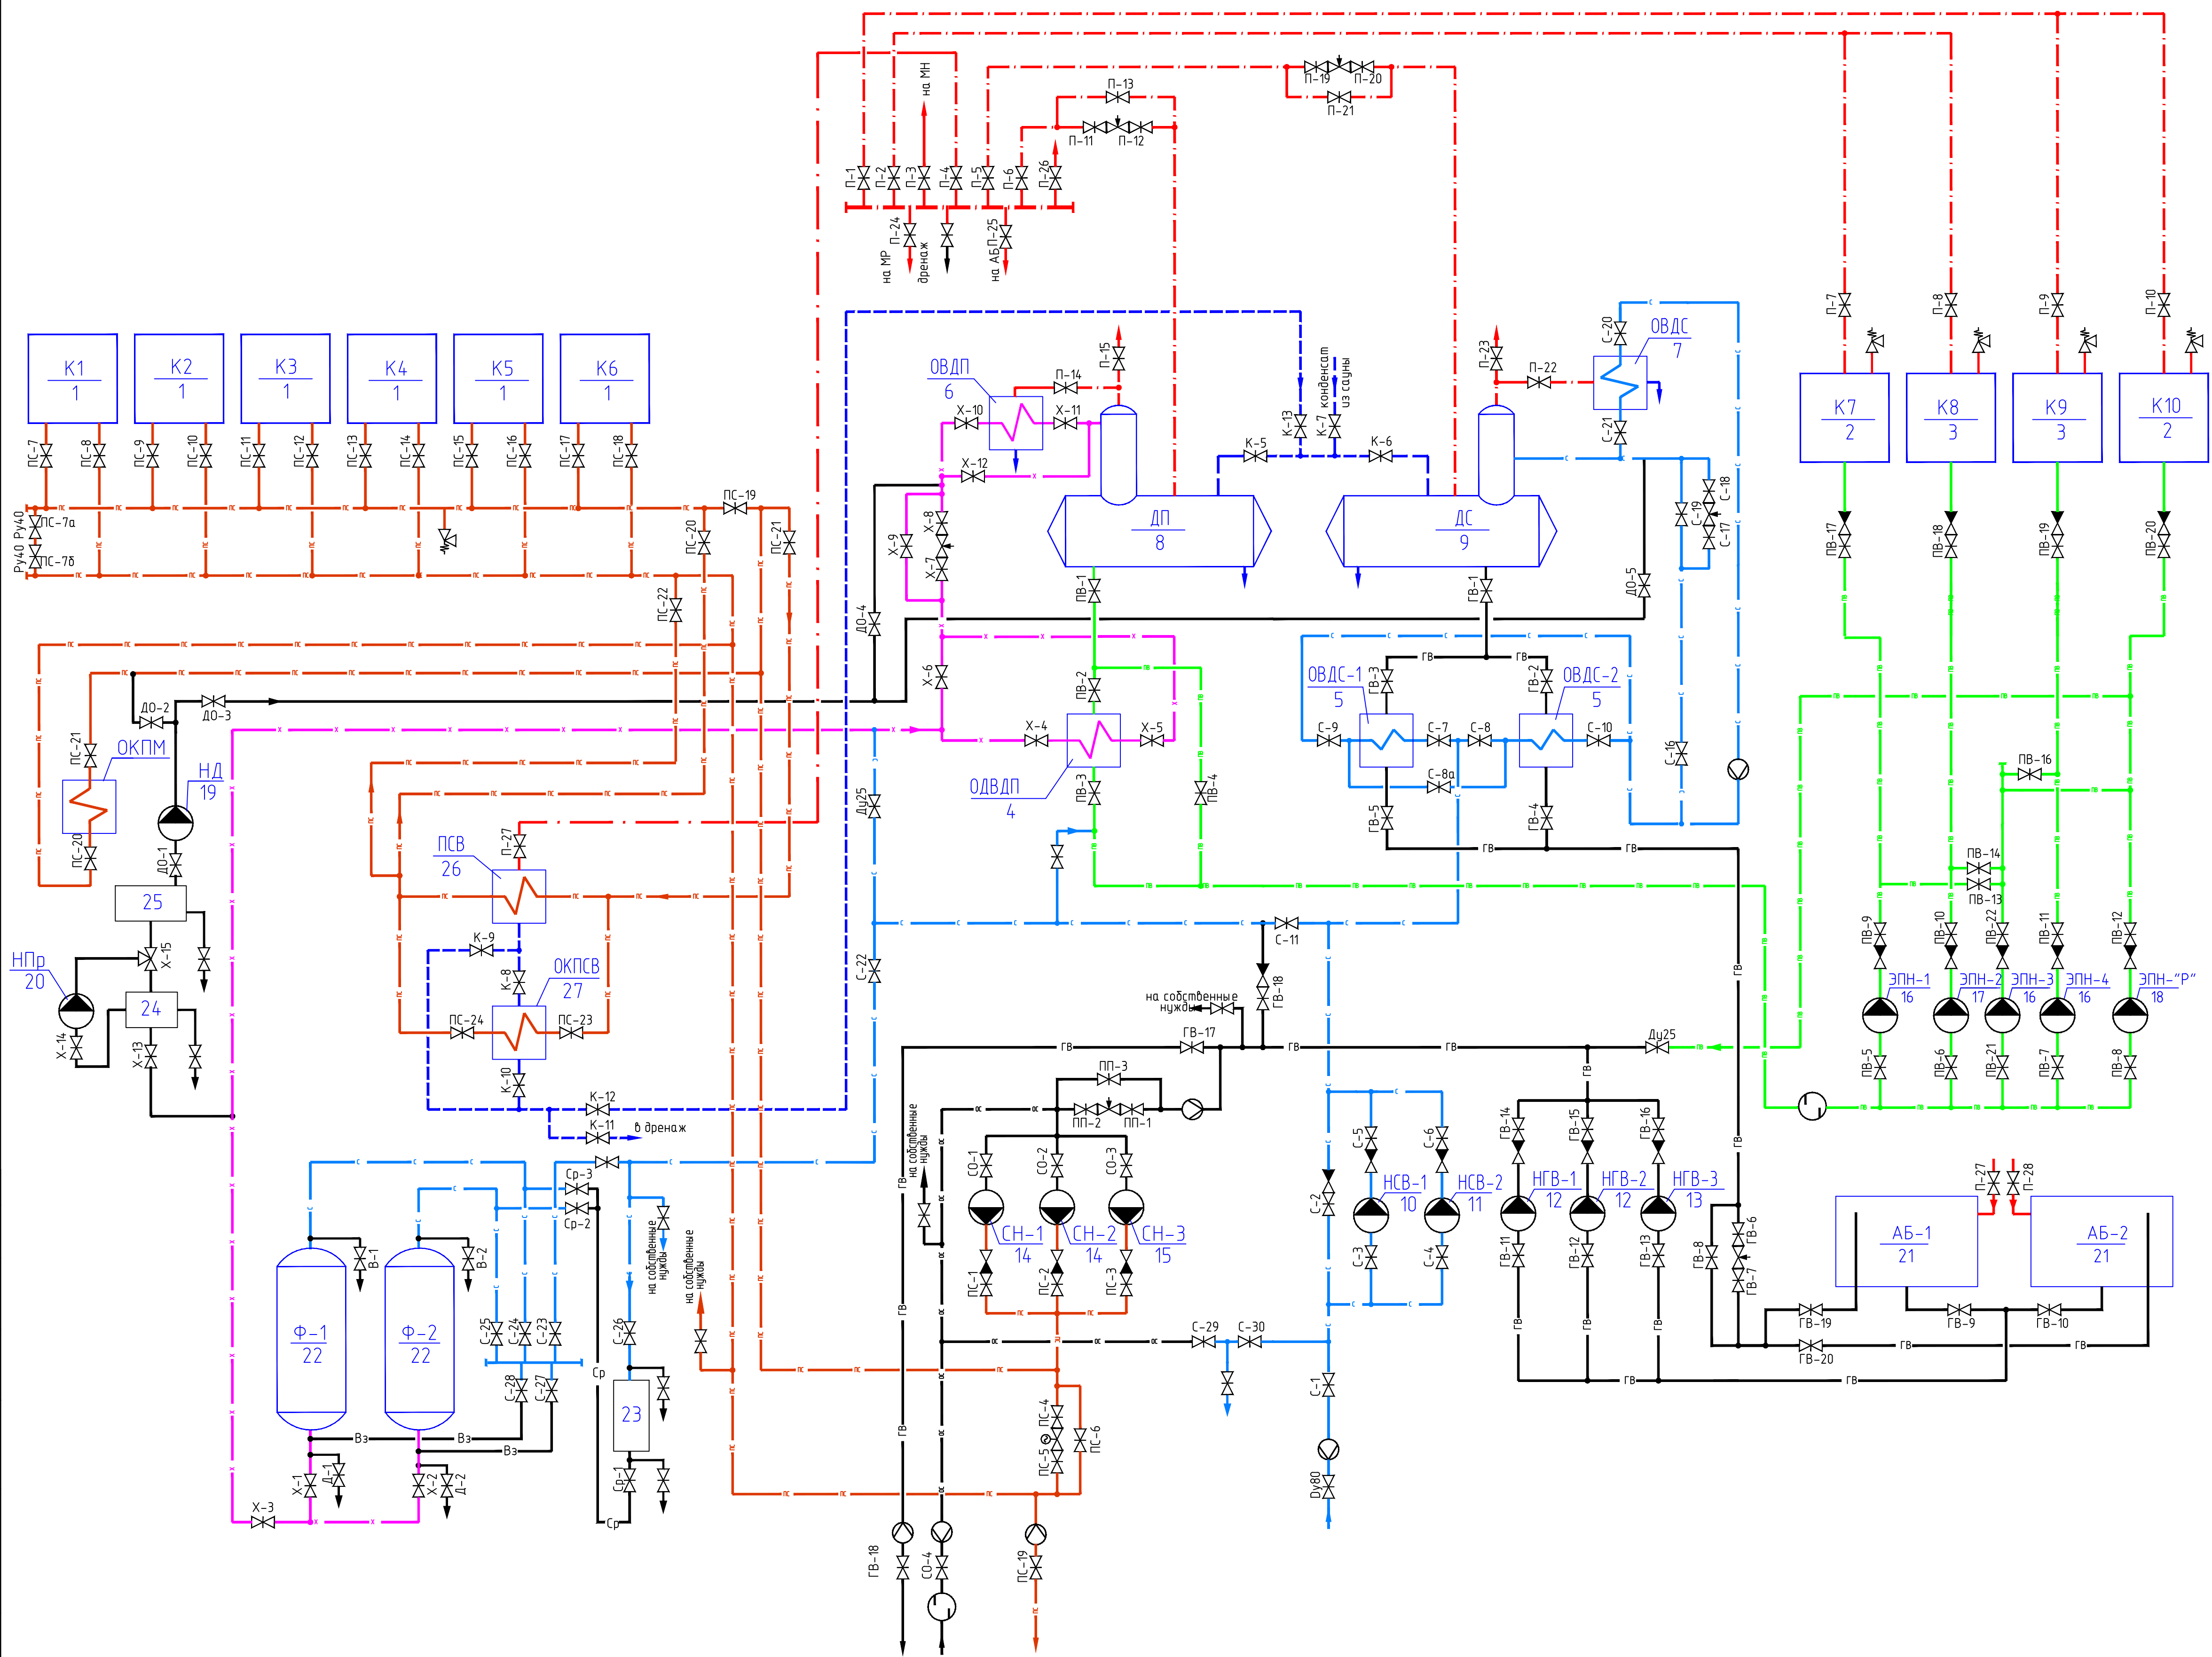 на МН
П-13
П-11
П-12
П-19
П-20
П-21
П-1
П-2
П-3
П-4
П-5
П-6
П-26
П-24
П-25
на МР
дренаж
на АБ
П-7
П-8
П-9
П-10
К1
1
К2
1
К3
1
К4
1
К5
1
К6
1
ОВДП
6
П-14
П-15
Х-10
Х-11
Х-12
К-13
К-7
конденсат
из сауны
К-5
К-6
П-23
П-22
С-20
ОВДС
7
С-21
К7
2
К8
3
К9
3
К10
2
ПС-7
ПС-8
ПС-9
ПС-10
ПС-11
ПС-12
ПС-13
ПС-14
ПС-15
ПС-16
ПС-17
ПС-18
ПС-19
ПС-20
ПС-21
ПС-22
Ру40
ПС-7а
Ру40
ПС-7б
Х-8
Х-9
Х-7
ДП
8
ДС
9
С-18
С-19
С-17
ПВ-17
ПВ-18
ПВ-19
ПВ-20
ПВ-1
ГВ-1
ДО-5
ДО-4
Х-6
ПВ-2
Х-4
Х-5
ОДВДП
4
ПВ-3
ПВ-4
ОВДС-1
5
ГВ-3
ГВ-2
ОВДС-2
5
С-9
С-7
С-8
С-10
С-8а
ГВ-5
ГВ-4
С-16
ДО-2
ДО-3
ПС-21
ОКПМ
НД
19
ПС-20
ДО-1
25
НПр
20
Х-15
24
Х-14
Х-13
ПСВ
26
П-27
К-9
К-8
ОКПСВ
27
ПС-24
ПС-23
К-10
К-12
К-11
в дренаж
Ду25
С-22
С-11
ГВ-18
на собственные
нужды
ГВ-17
Ду25
ПВ-16
ПВ-14
ПВ-13
ПВ-9
ПВ-10
ПВ-22
ПВ-11
ПВ-12
ЭПН-1
16
ЭПН-2
17
ЭПН-3
16
ЭПН-4
16
ЭПН-"Р"
18
ПВ-5
ПВ-6
ПВ-21
ПВ-7
ПВ-8
ПП-3
ПП-2
ПП-1
на собственные
нужды
СО-1
СО-2
СО-3
СН-1
14
СН-2
14
СН-3
15
ПС-1
ПС-2
ПС-3
С-5
С-6
С-2
НСВ-1
10
НСВ-2
11
С-3
С-4
ГВ-14
ГВ-15
ГВ-16
НГВ-1
12
НГВ-2
12
НГВ-3
13
ГВ-11
ГВ-12
ГВ-13
ГВ-6
ГВ-8
ГВ-7
П-27
П-28
АБ-1
21
АБ-2
21
ГВ-19
ГВ-9
ГВ-10
ГВ-20
Ср-3
Ср-2
В-1
В-2
на собственные
нужды
на собственные
нужды
Ф-1
22
Ф-2
22
С-25
С-24
С-23
С-26
С-28
С-27
23
Ср
Вз
Вз
Вз
Х-1
Д-1
Х-2
Д-2
Х-3
Ср-1
Ср
С-29
С-30
С-1
Dy80
ПС-4
ПС-5
ПС-6
ГВ-18
СО-4
ПС-19